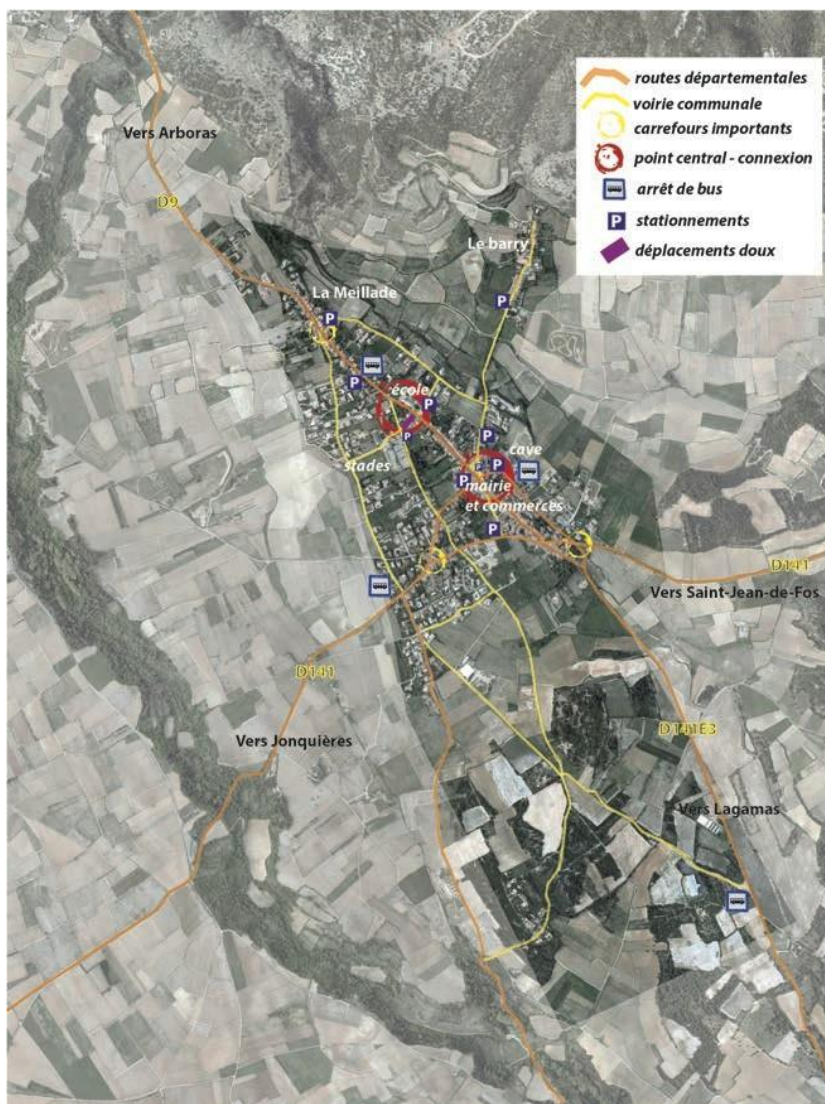 routes départementales
voirie communale
carrefours importants
point central - connexion
arrêt de bus
P stationnements
déplacements doux
Vers Arboras
D9
Le barry
P
La Meillade
P
P
école
P
P
P
stades
cave
P
P
P
mairie
et commerces
P
D141
Vers Saint-Jean-de-Fos
D141
D141E3
Vers Jonquières
Vers Lagamas